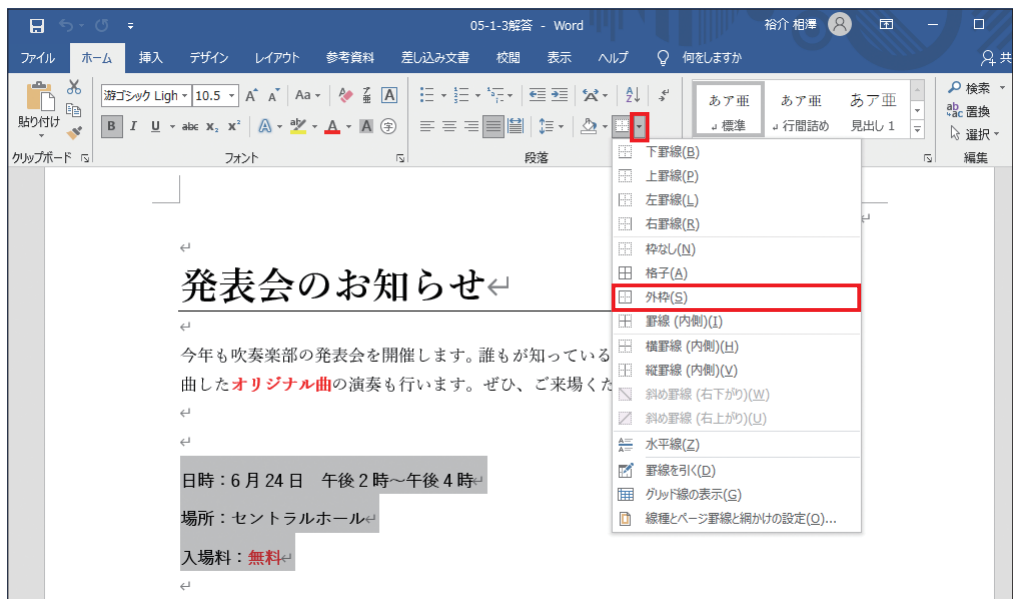 05-1-3解答 - Word
裕介 相澤
ファイル ホーム 挿入 デザイン レイアウト 参考資料 差し込み文書 校閲 表示 ヘルプ 何をしますか 共
貼り付け
游ゴシック Ligh 10.5 A A Aa A
B I U abc x₂ x² A aby A A 字
あア亜 あア亜 あア亜
標準 行間詰め 見出し 1
検索
置換
選択
クリップボード フォント 段落 編集
下罫線(B)
上罫線(P)
左罫線(L)
右罫線(R)
枠なし(N)
格子(A)
外枠(S)
罫線 (内側)(I)
横罫線 (内側)(H)
縦罫線 (内側)(V)
斜め罫線 (右下がり)(W)
斜め罫線 (右上がり)(U)
水平線(Z)
罫線を引く(D)
グリッド線の表示(G)
線種とページ罫線と網かけの設定(O)...
発表会のお知らせ
今年も吹奏楽部の発表会を開催します。誰もが知っている
曲したオリジナル曲の演奏も行います。ぜひ、ご来場くた
日時：6 月 24 日　午後 2 時～午後 4 時
場所：セントラルホール
入場料：無料